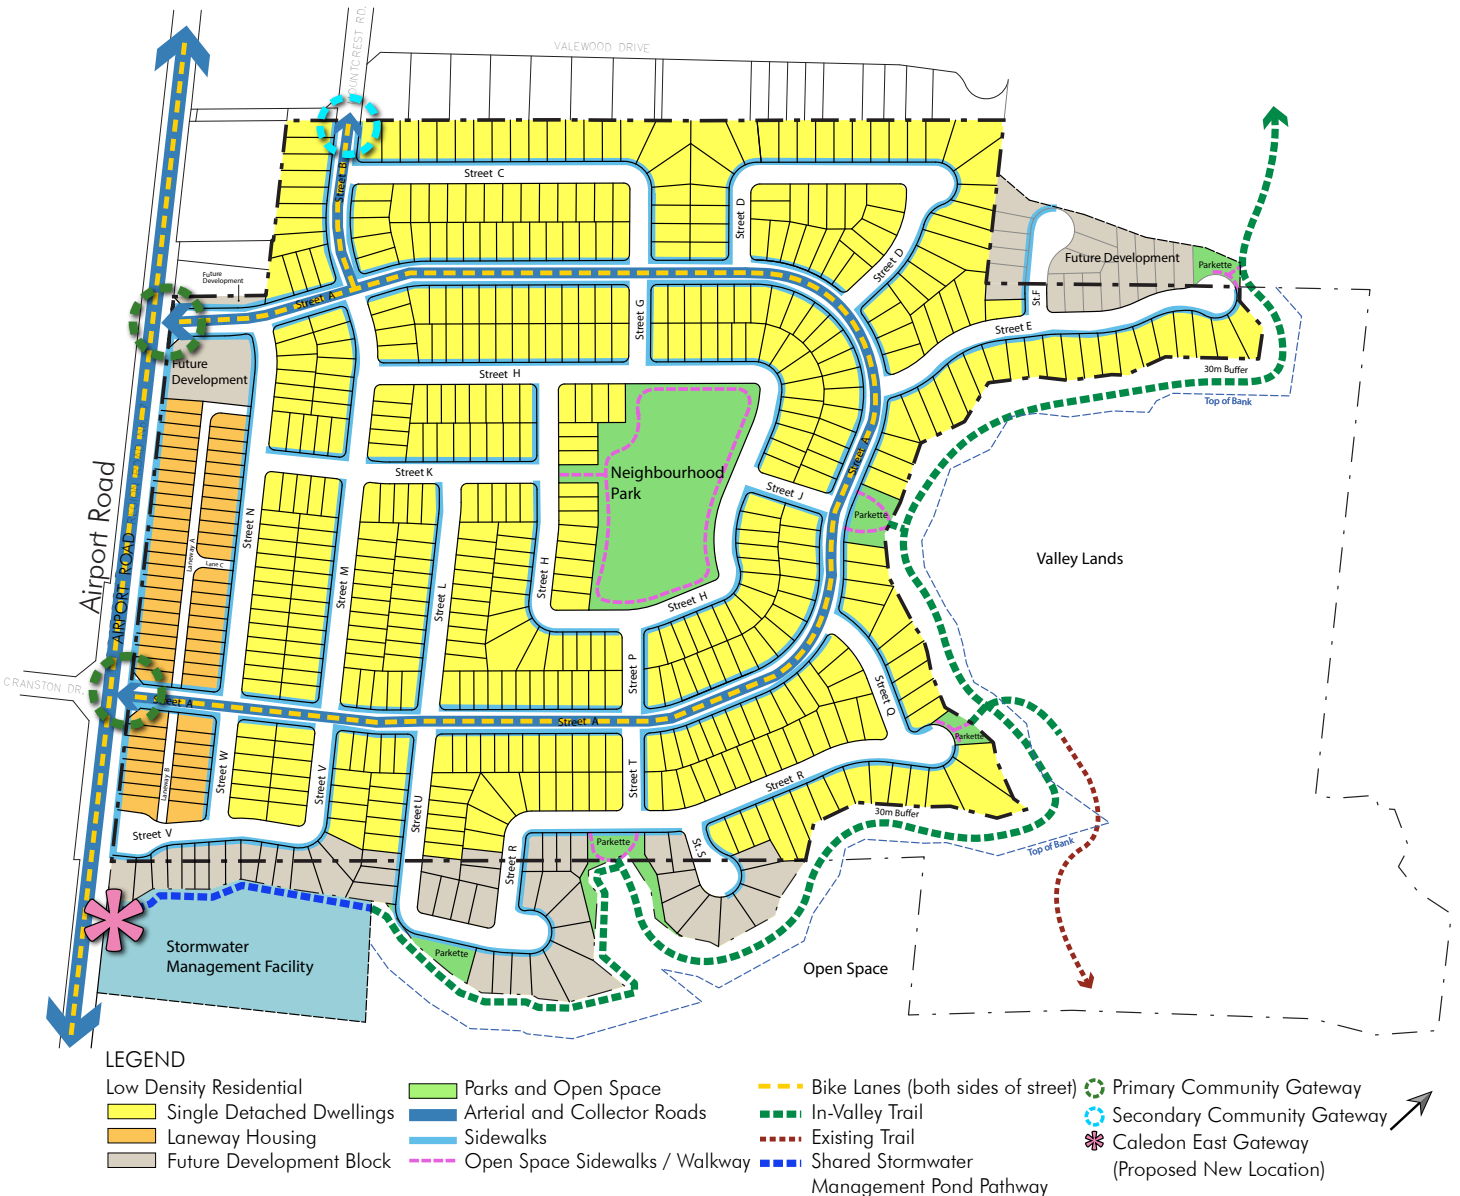 VALEWOOD DRIVE
OUNTCREST RD.
Street B
Street C
Street D
Street D
Future
Development
Street A
Street G
Future Development
Parkette
St.F
Street E
30m Buffer
Top of Bank
Future
Development
Street H
Street K
Neighbourhood
Park
Street A
Street J
Parkette
Valley Lands
Airport Road
AIRPORT ROAD
Laneway A
Lane C
Street N
Street M
Street L
Street H
Street H
Street P
Street Q
CRANSTON DR.
Street A
Street A
Parkette
Laneway B
Street W
Street V
Street U
Street T
Street R
30m Buffer
Top of Bank
Street V
Street R
Parkette
St. S
Parkette
Stormwater
Management Facility
Open Space
LEGEND
Low Density Residential
Single Detached Dwellings
Laneway Housing
Future Development Block
Parks and Open Space
Arterial and Collector Roads
Sidewalks
Open Space Sidewalks / Walkway
Bike Lanes (both sides of street)
In-Valley Trail
Existing Trail
Shared Stormwater
Management Pond Pathway
Primary Community Gateway
Secondary Community Gateway
Caledon East Gateway
(Proposed New Location)